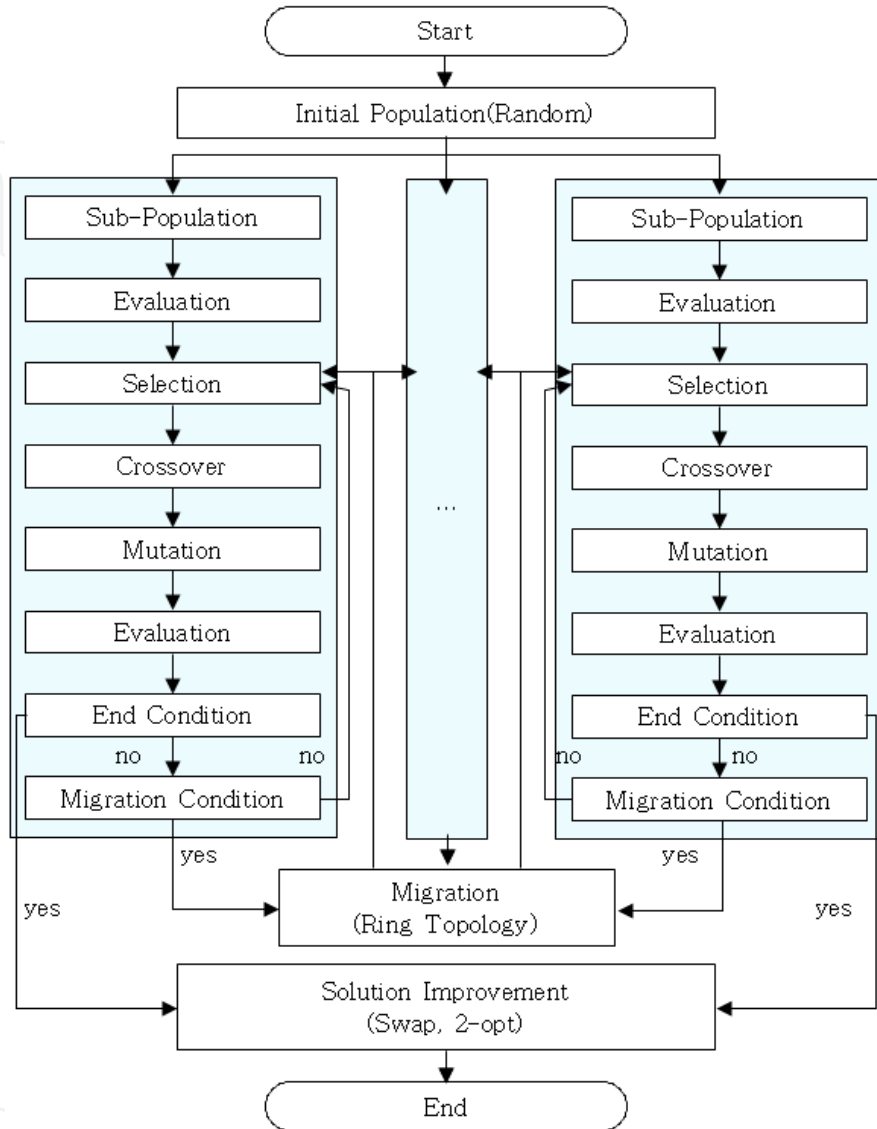 Start
Initial Population(Random)
Sub-Population
Evaluation
Selection
Crossover
Mutation
Evaluation
End Condition
no
no
Migration Condition
yes
yes
...
Sub-Population
Evaluation
Selection
Crossover
Mutation
Evaluation
End Condition
no
no
Migration Condition
yes
yes
Migration
(Ring Topology)
Solution Improvement
(Swap, 2-opt)
End